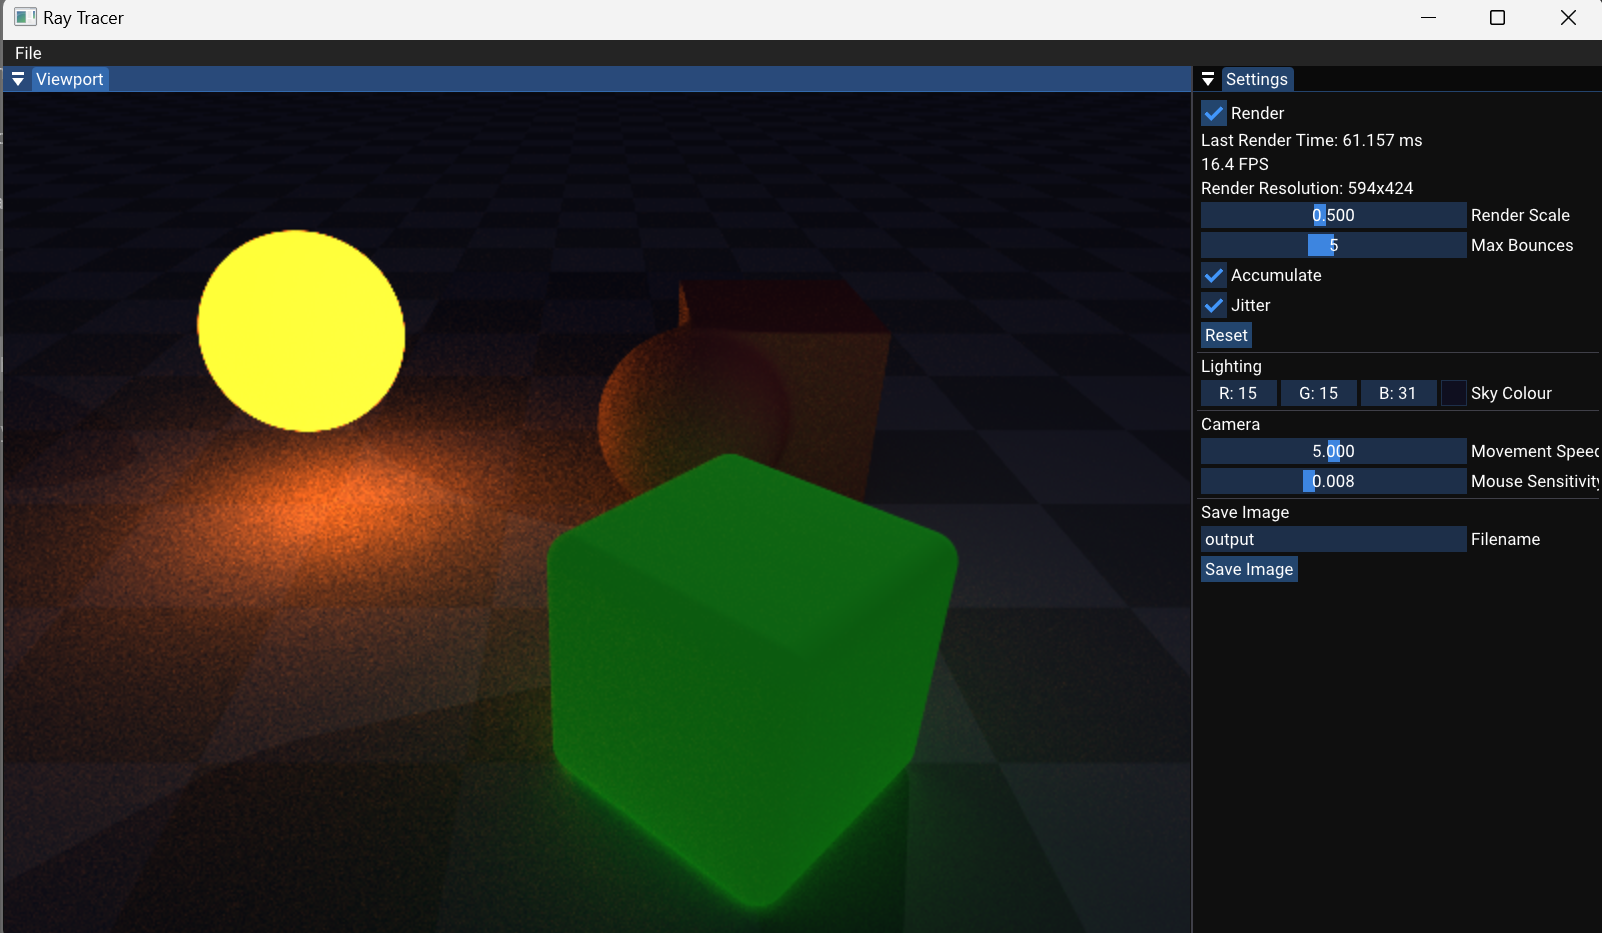 Ray Tracer
File
Viewport
Settings
Render
Last Render Time: 61.157 ms
16.4 FPS
Render Resolution: 594x424
0.500 Render Scale
5 Max Bounces
Accumulate
Jitter
Reset
Lighting
R: 15 G: 15 B: 31 Sky Colour
Camera
5.000 Movement Speed
0.008 Mouse Sensitivity
Save Image
output Filename
Save Image